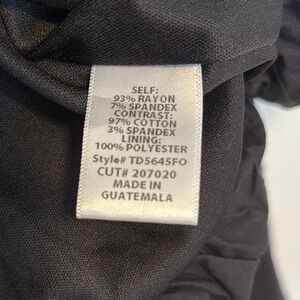 SELF:
93% RAYON
7% SPANDEX
CONTRAST:
97% COTTON
3% SPANDEX
LINING:
100% POLYESTER
Style# TD5645FO
CUT# 207020
MADE IN
GUATEMALA